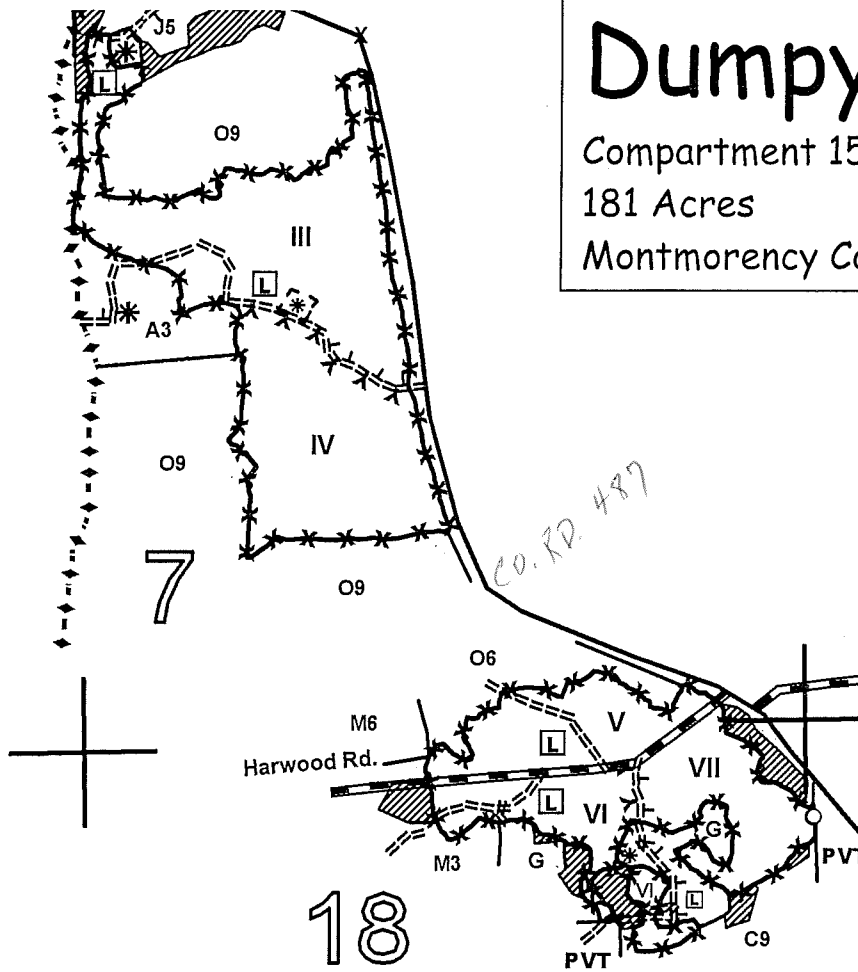 Dumpy
Compartment 15
181 Acres
Montmorency Co
J5
L
O9
III
L
A3
IV
O9
CO. RD. 487
7
O9
O6
M6
V
L
Harwood Rd.
VII
L
VI
G
M3
G
PVT
VI
L
18
C9
PVT